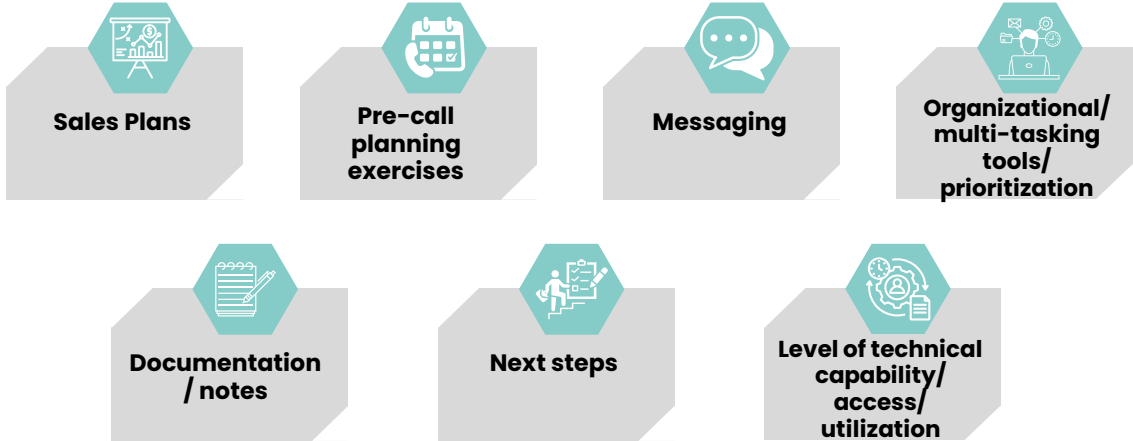 Sales Plans
Pre-call
planning
exercises
Messaging
Organizational/
multi-tasking
tools/
prioritization
Documentation
/ notes
Next steps
Level of technical
capability/
access/
utilization